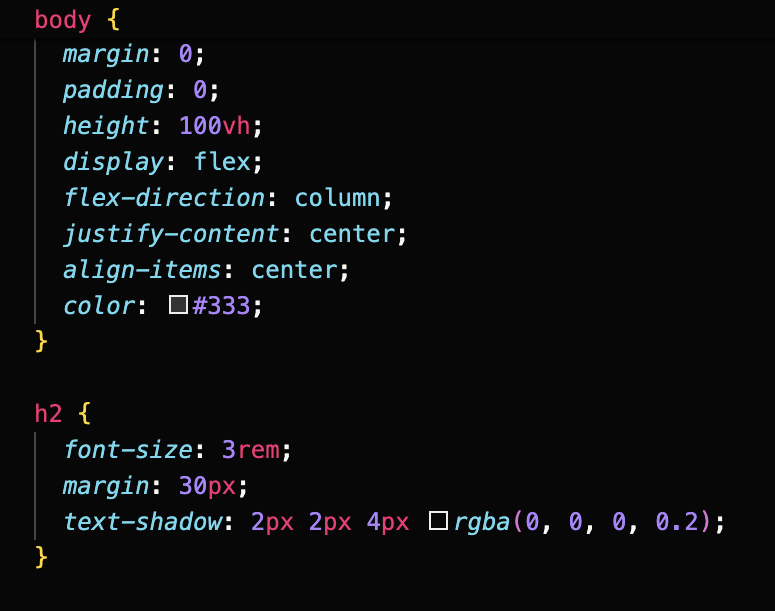 body {
margin: 0;
padding: 0;
height: 100vh;
display: flex;
flex-direction: column;
justify-content: center;
align-items: center;
color: #333;
}
h2 {
font-size: 3rem;
margin: 30px;
text-shadow: 2px 2px 4px rgba(0, 0, 0, 0.2);
}